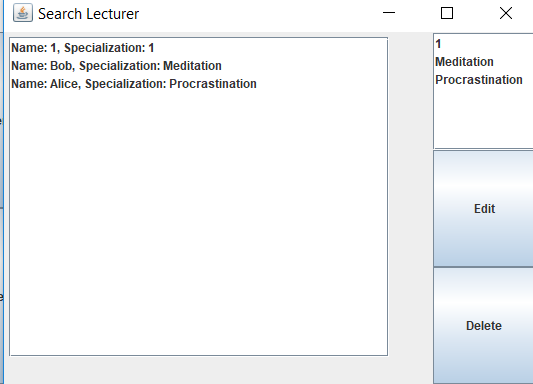 Search Lecturer
Name: 1, Specialization: 1
Name: Bob, Specialization: Meditation
Name: Alice, Specialization: Procrastination
1
Meditation
Procrastination
Edit
Delete